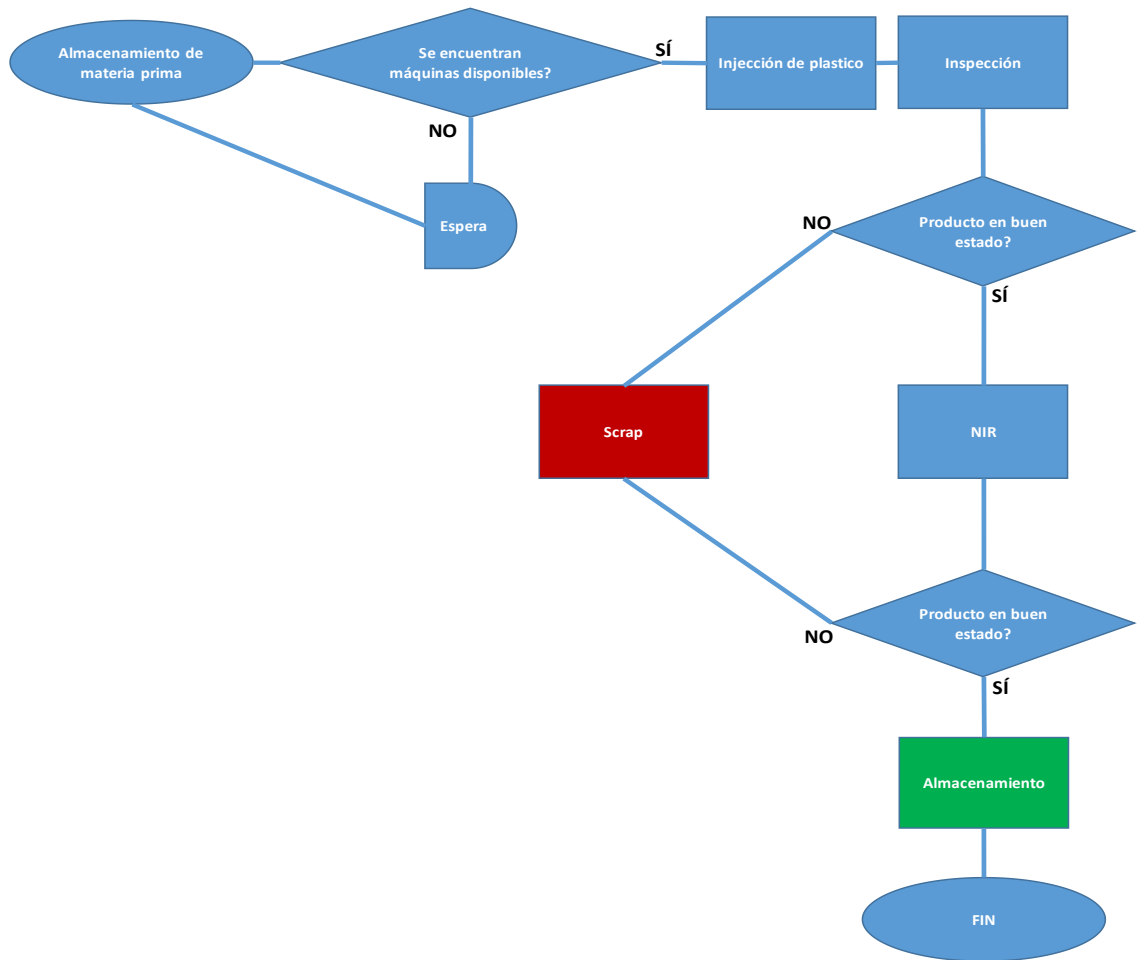 Almacenamiento de
materia prima
Se encuentran
máquinas disponibles?
SÍ
Injección de plastico
Inspección
NO
Espera
Producto en buen
estado?
NO
SÍ
Scrap
NIR
Producto en buen
estado?
NO
SÍ
Almacenamiento
FIN